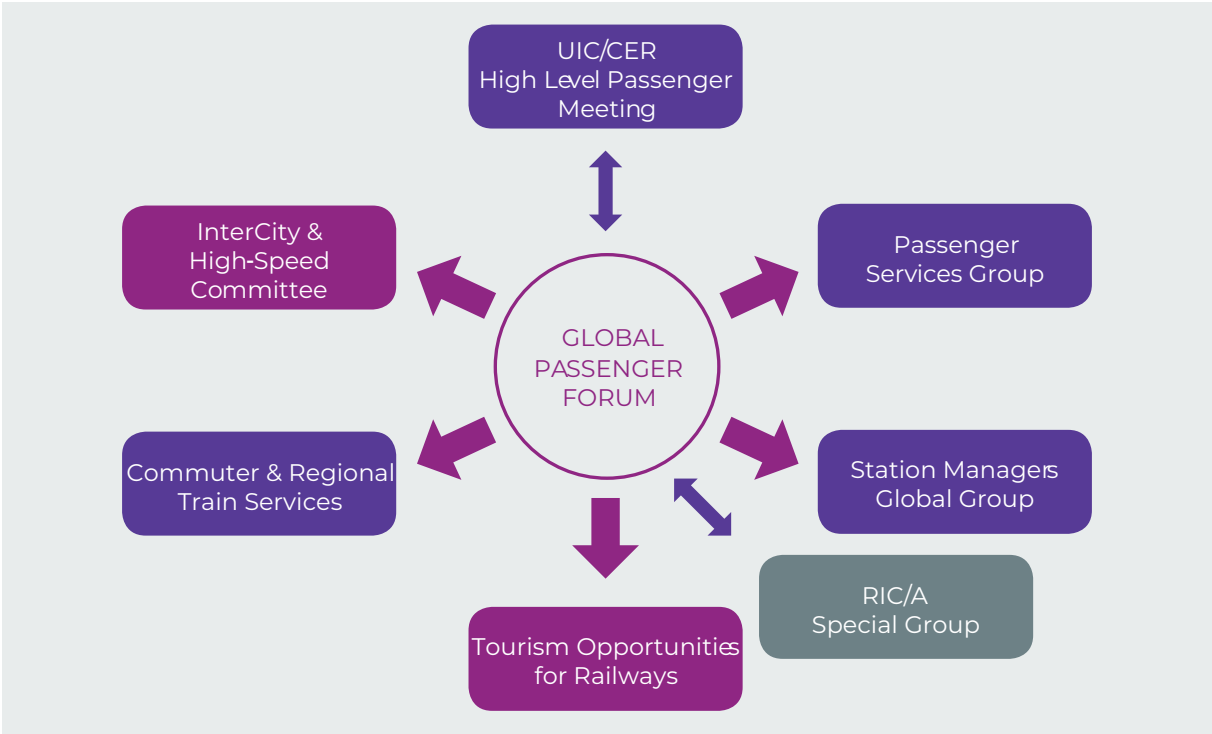 UIC/CER
High Level Passenger
Meeting
InterCity &
High-Speed
Committee
Passenger
Services Group
GLOBAL
PASSENGER
FORUM
Commuter & Regional
Train Services
Station Managers
Global Group
RIC/A
Special Group
Tourism Opportunities
for Railways